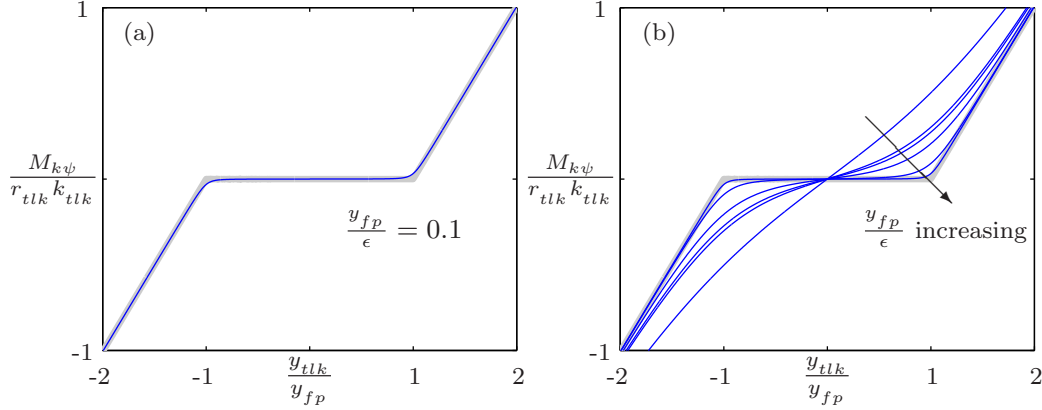 1
(a)
M_{kψ}
r_{tlk} k_{tlk}
y_{fp}
ϵ
= 0.1
-1
-2
-1
y_{tlk}
y_{fp}
1
2
1
(b)
M_{kψ}
r_{tlk} k_{tlk}
y_{fp}
ϵ
increasing
-1
-2
-1
y_{tlk}
y_{fp}
1
2